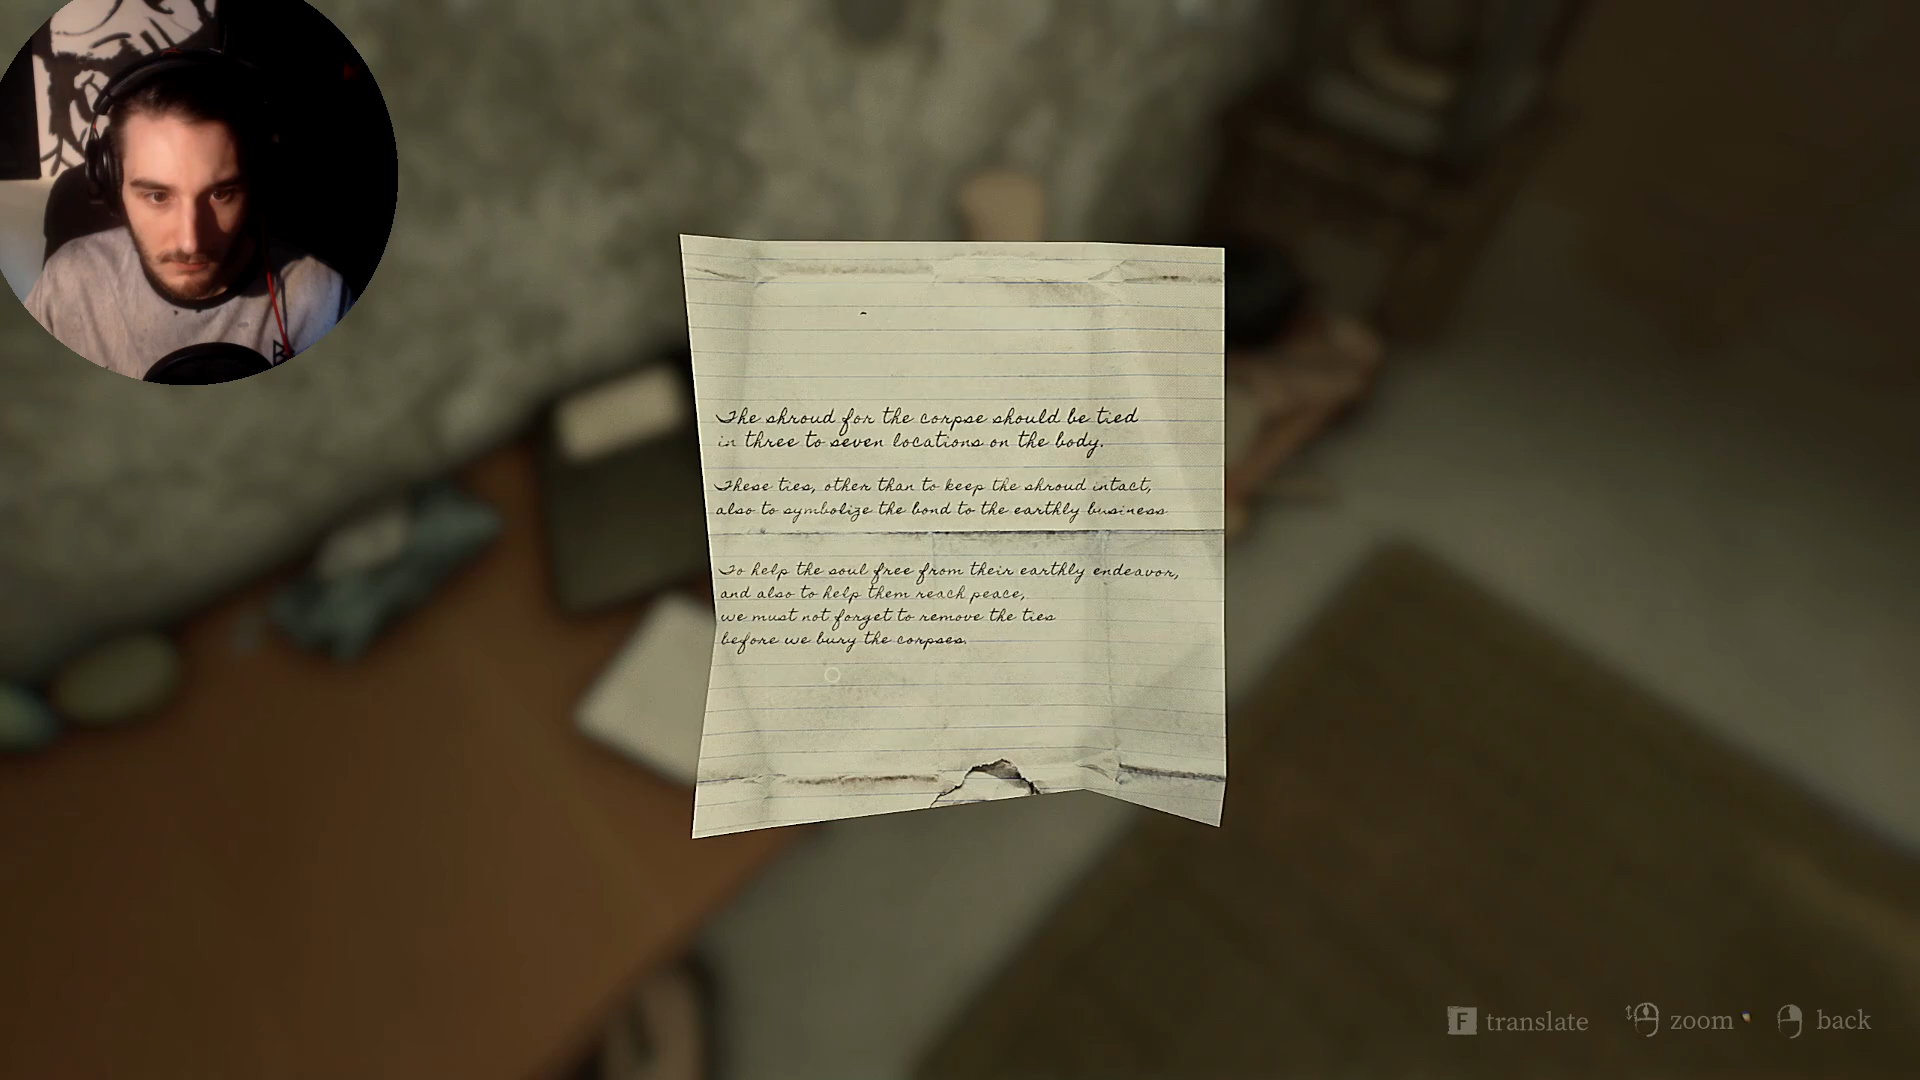 The shroud for the corpse should be tied
in three to seven locations on the body.
These ties, other than to keep the shroud intact,
also to symbolize the bond to the earthly business
To help the soul free from their earthly endeavor,
and also to help them reach peace,
we must not forget to remove the ties
before we bury the corpses.
F translate
zoom
back